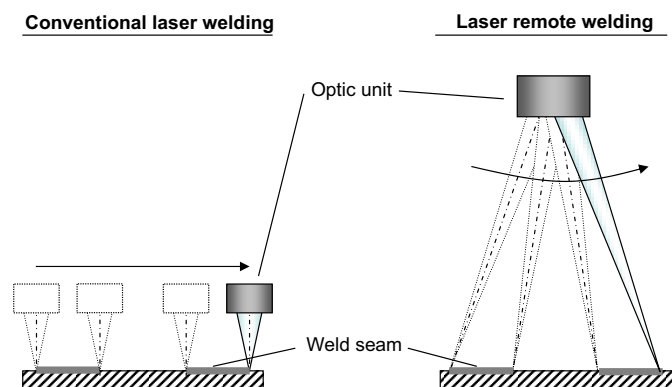 Conventional laser welding
Laser remote welding
Optic unit
Weld seam